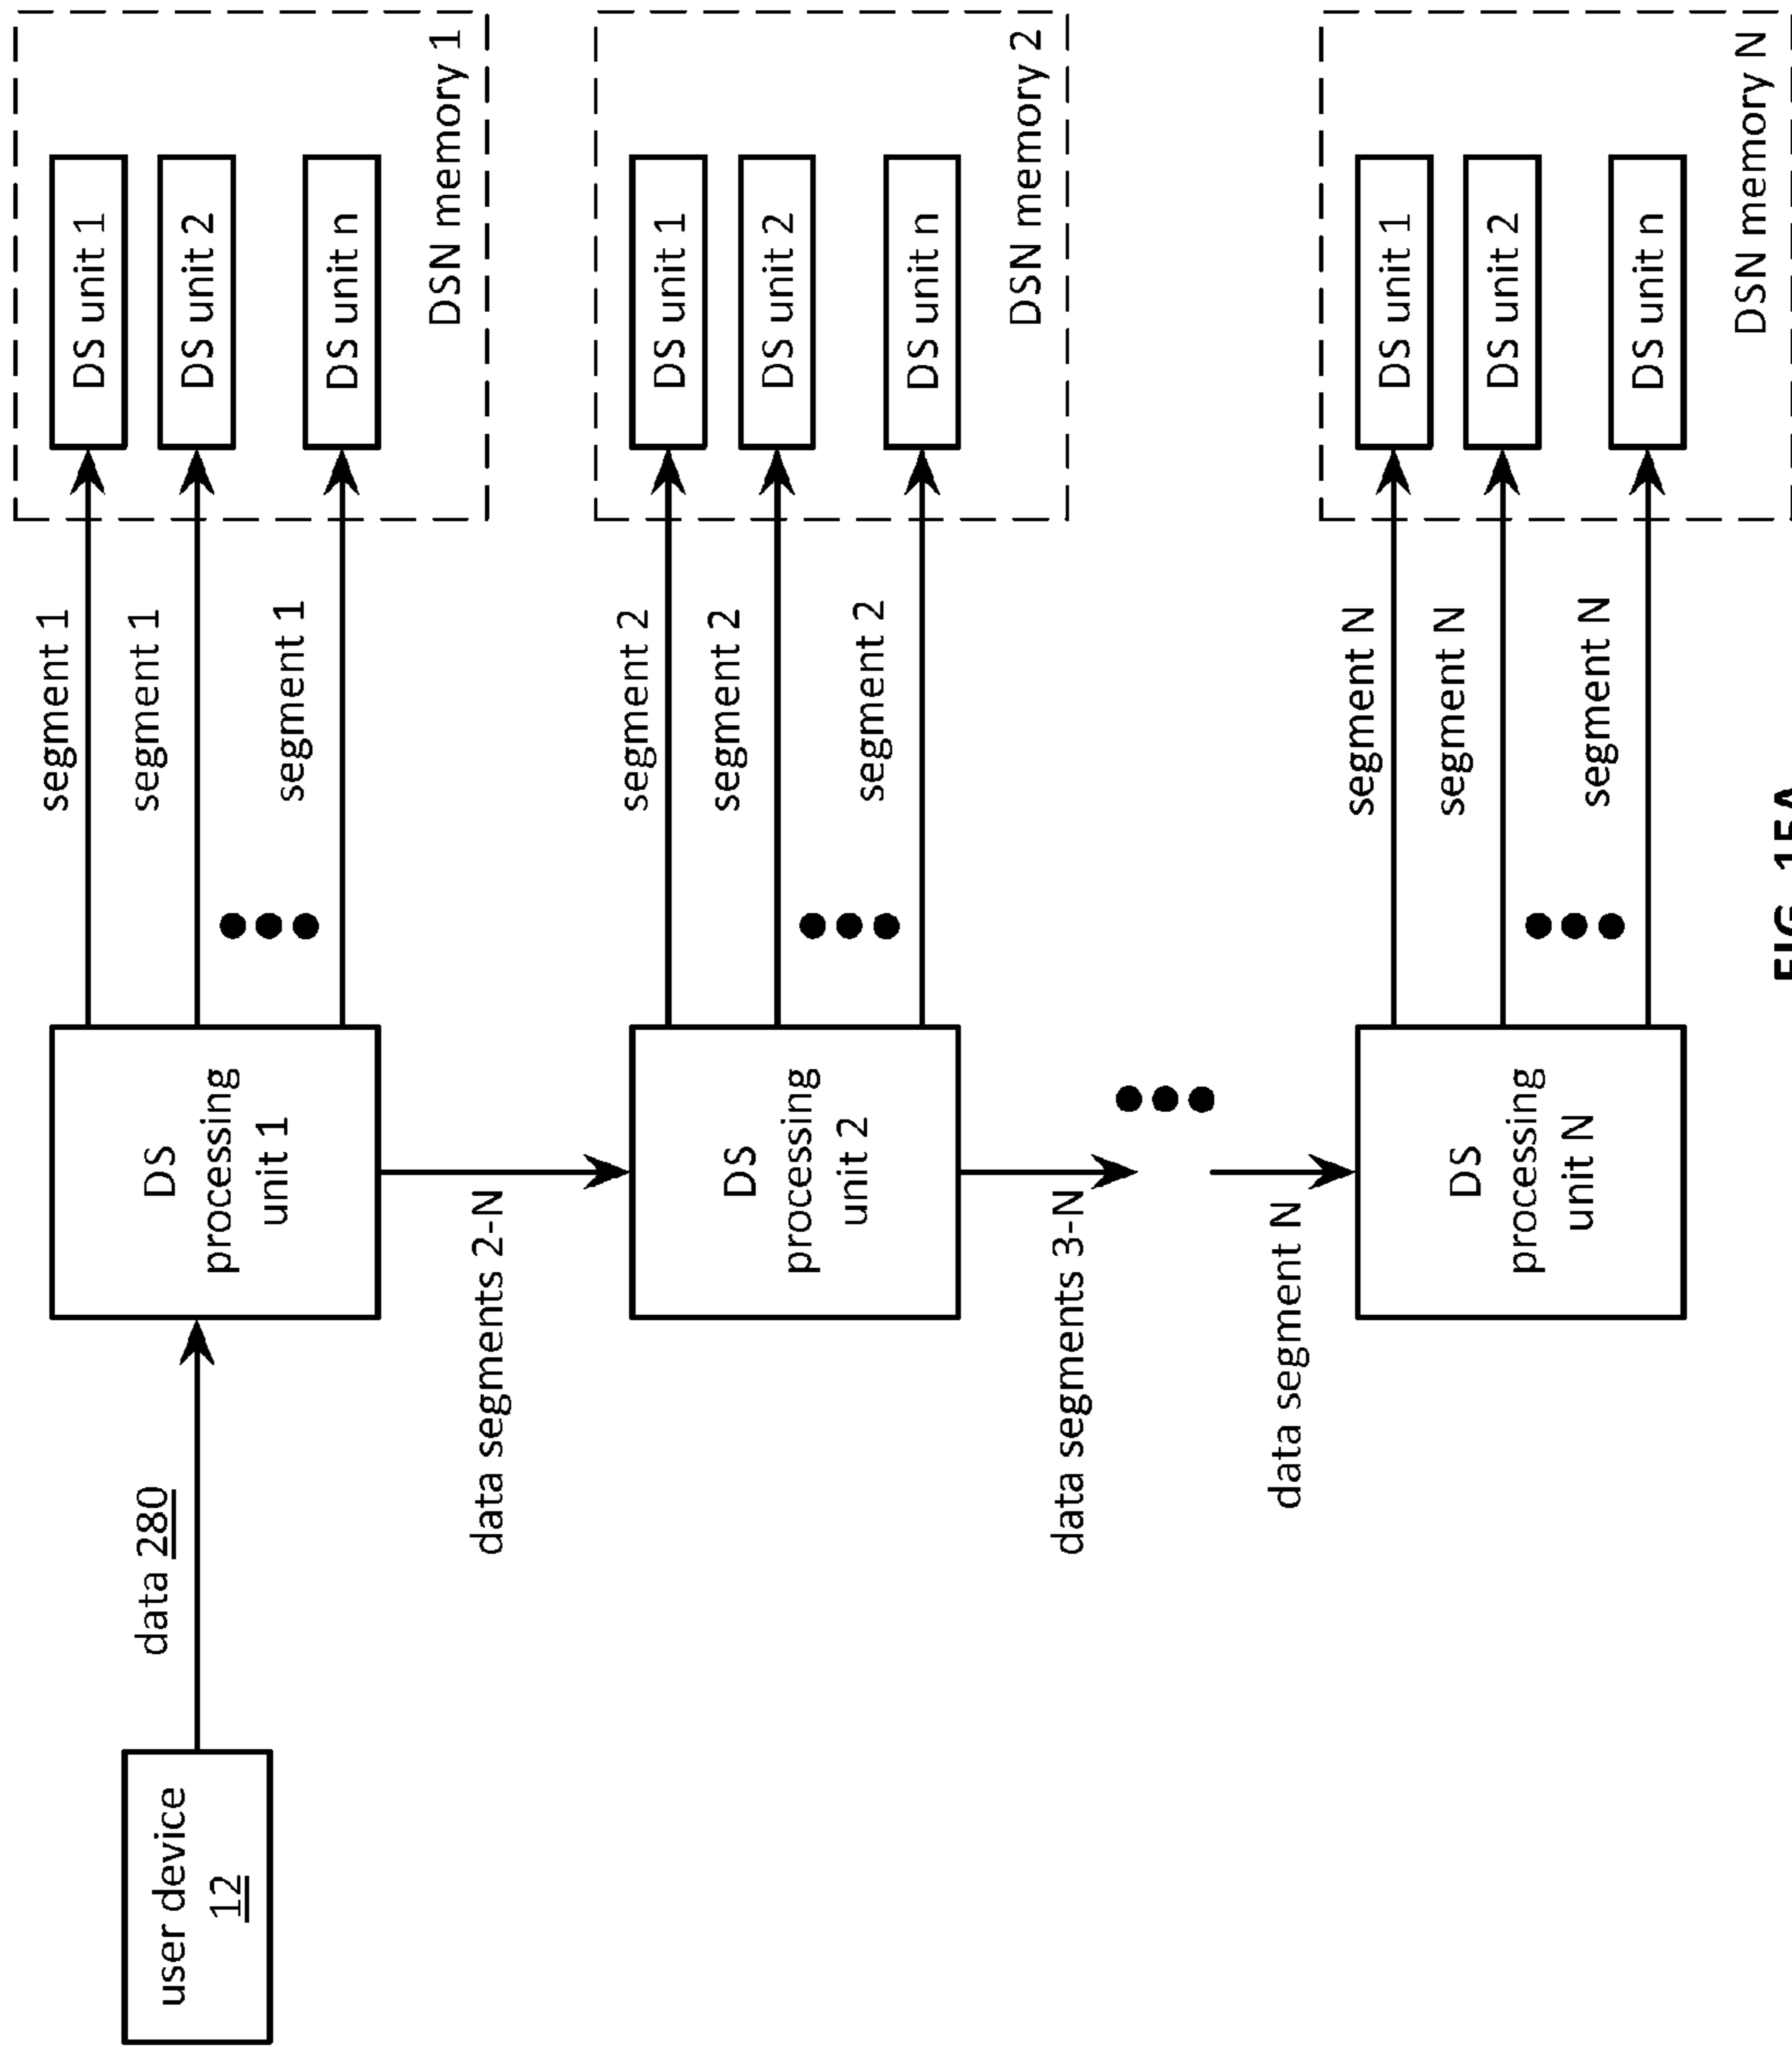 user device
12
data 280
DS
processing
unit 1
segment 1
segment 1
segment 1
DS unit 1
DS unit 2
DS unit n
DSN memory 1
data segments 2-N
DS
processing
unit 2
segment 2
segment 2
segment 2
DS unit 1
DS unit 2
DS unit n
DSN memory 2
data segments 3-N
data segment N
DS
processing
unit N
segment N
segment N
segment N
DS unit 1
DS unit 2
DS unit n
DSN memory N
FIG. 15A